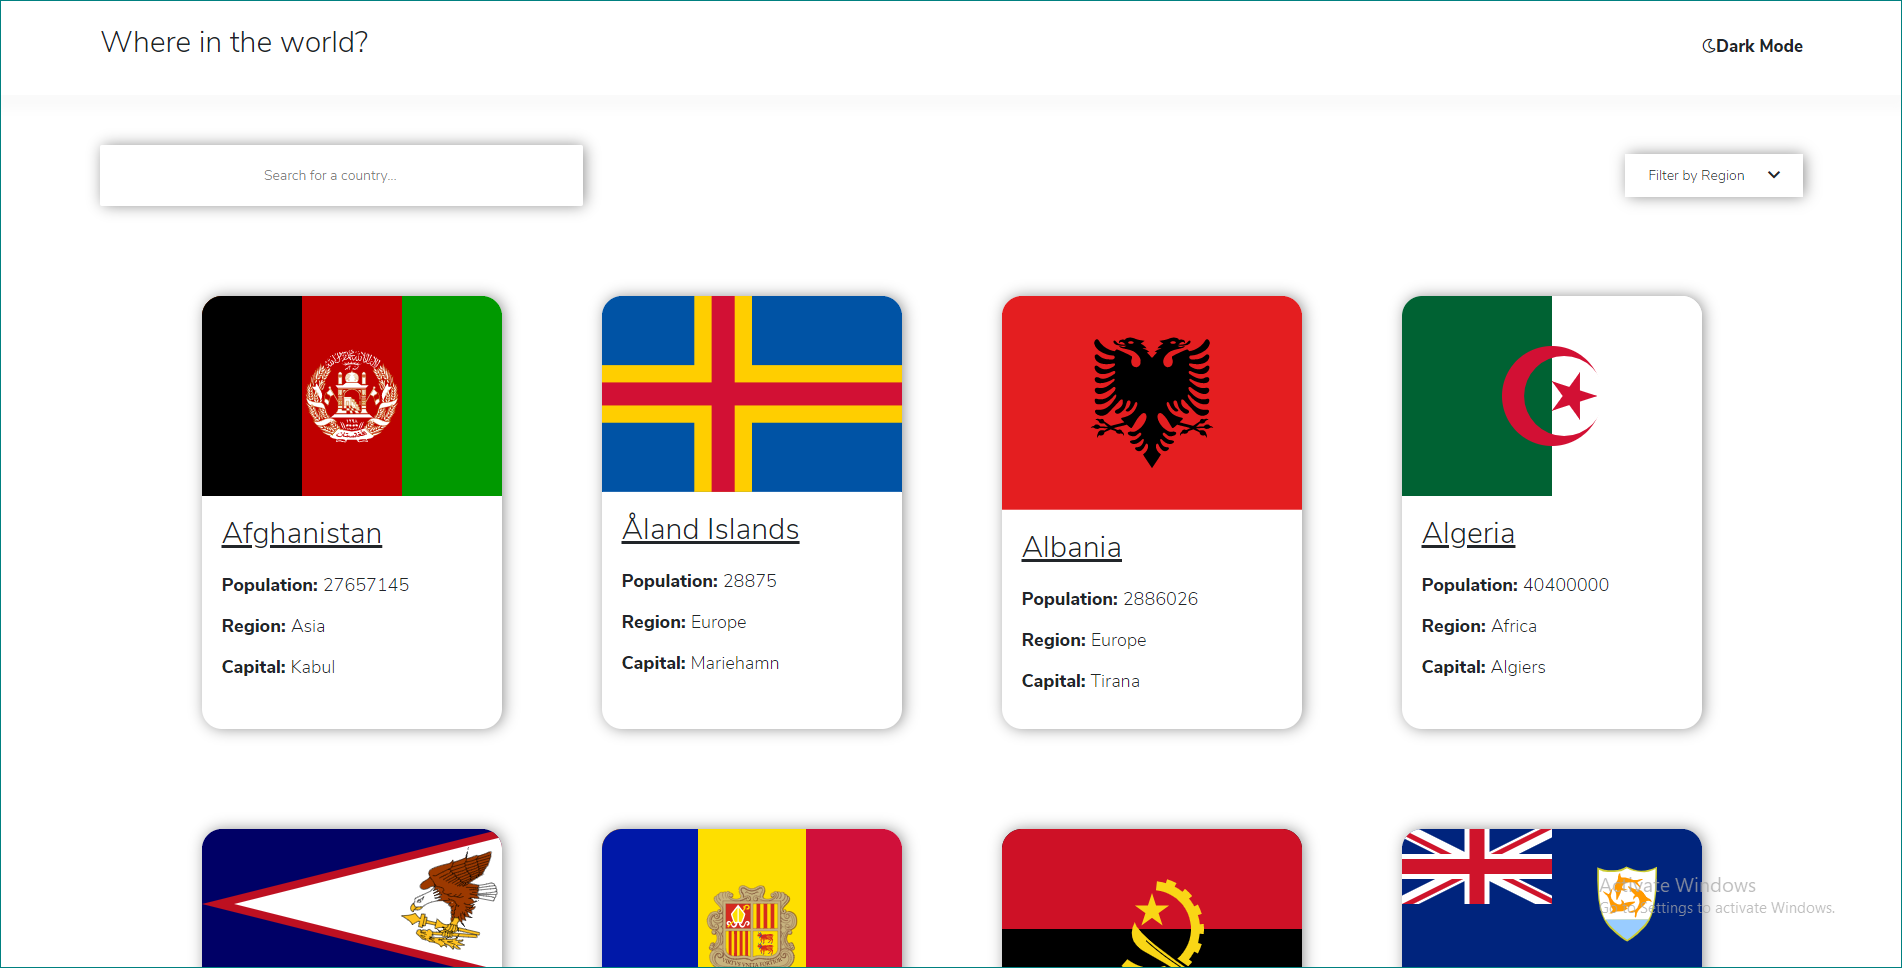 Where in the world?
Dark Mode
Search for a country...
Filter by Region
Afghanistan
Population: 27657145
Region: Asia
Capital: Kabul
Åland Islands
Population: 28875
Region: Europe
Capital: Mariehamn
Albania
Population: 2886026
Region: Europe
Capital: Tirana
Algeria
Population: 40400000
Region: Africa
Capital: Algiers
Activate Windows
Go to Settings to activate Windows.